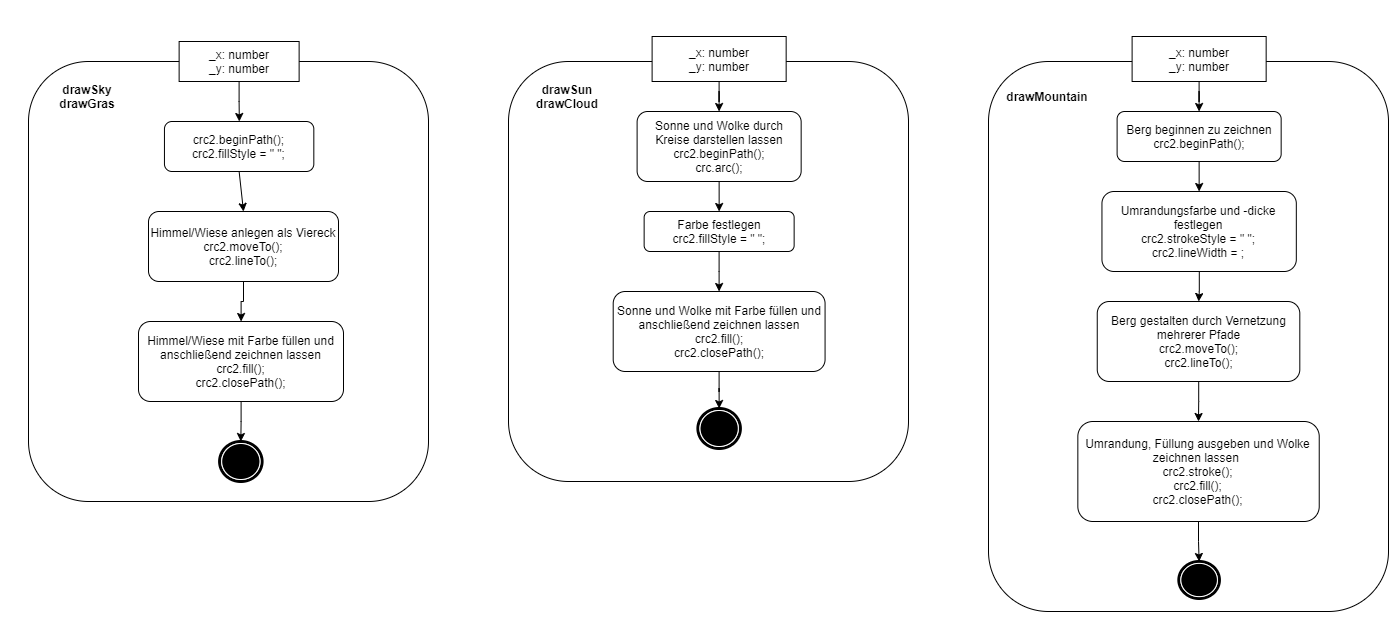 _x: number
_y: number
drawSky
drawGras
crc2.beginPath();
crc2.fillStyle = " ";
Himmel/Wiese anlegen als Viereck
crc2.moveTo();
crc2.lineTo();
Himmel/Wiese mit Farbe füllen und
anschließend zeichnen lassen
crc2.fill();
crc2.closePath();
_x: number
_y: number
drawSun
drawCloud
Sonne und Wolke durch
Kreise darstellen lassen
crc2.beginPath();
crc.arc();
Farbe festlegen
crc2.fillStyle = " ";
Sonne und Wolke mit Farbe füllen und
anschließend zeichnen lassen
crc2.fill();
crc2.closePath();
_x: number
_y: number
drawMountain
Berg beginnen zu zeichnen
crc2.beginPath();
Umrandungsfarbe und -dicke
festlegen
crc2.strokeStyle = " ";
crc2.lineWidth = ;
Berg gestalten durch Vernetzung
mehrerer Pfade
crc2.moveTo();
crc2.lineTo();
Umrandung, Füllung ausgeben und Wolke
zeichnen lassen
crc2.stroke();
crc2.fill();
crc2.closePath();